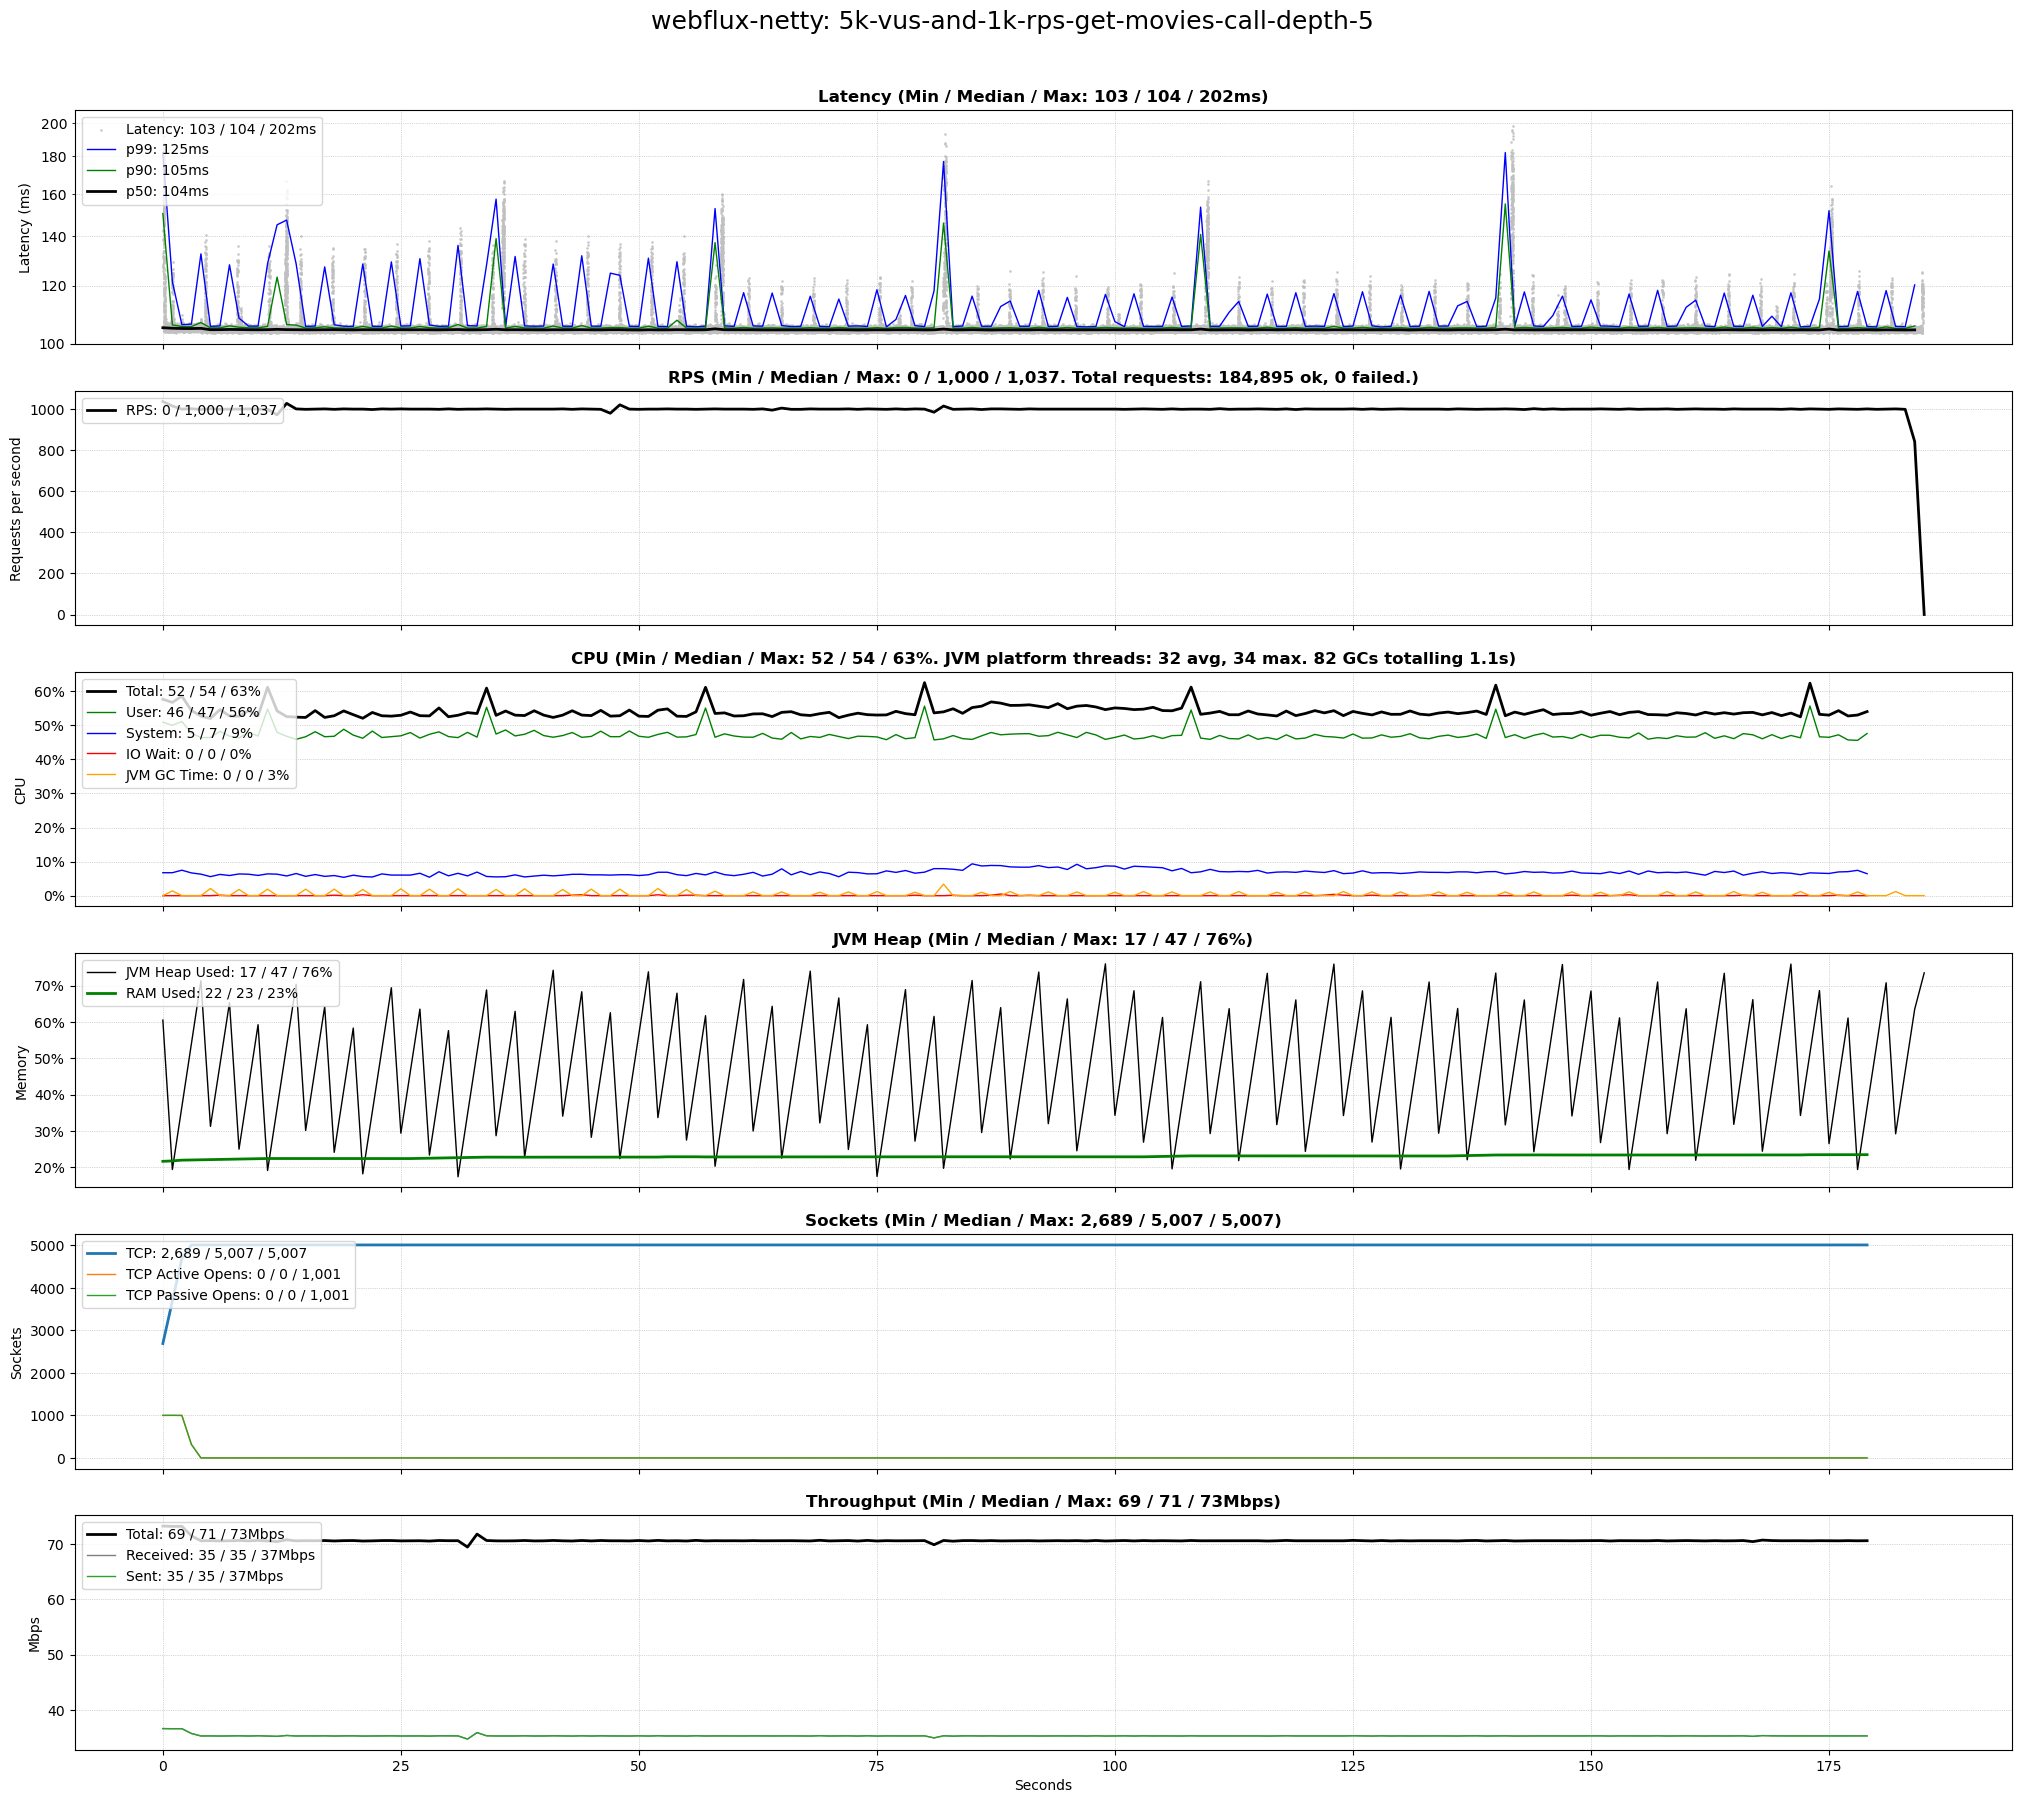 webflux-netty: 5k-vus-and-1k-rps-get-movies-call-depth-5
Latency (Min / Median / Max: 103 / 104 / 202ms)
Latency (ms)
200
180
160
140
120
100
Latency: 103 / 104 / 202ms
p99: 125ms
p90: 105ms
p50: 104ms
RPS (Min / Median / Max: 0 / 1,000 / 1,037. Total requests: 184,895 ok, 0 failed.)
Requests per second
1000
800
600
400
200
0
RPS: 0 / 1,000 / 1,037
CPU (Min / Median / Max: 52 / 54 / 63%. JVM platform threads: 32 avg, 34 max. 82 GCs totalling 1.1s)
CPU
60%
50%
40%
30%
20%
10%
0%
Total: 52 / 54 / 63%
User: 46 / 47 / 56%
System: 5 / 7 / 9%
IO Wait: 0 / 0 / 0%
JVM GC Time: 0 / 0 / 3%
JVM Heap (Min / Median / Max: 17 / 47 / 76%)
Memory
70%
60%
50%
40%
30%
20%
JVM Heap Used: 17 / 47 / 76%
RAM Used: 22 / 23 / 23%
Sockets (Min / Median / Max: 2,689 / 5,007 / 5,007)
Sockets
5000
4000
3000
2000
1000
0
TCP: 2,689 / 5,007 / 5,007
TCP Active Opens: 0 / 0 / 1,001
TCP Passive Opens: 0 / 0 / 1,001
Throughput (Min / Median / Max: 69 / 71 / 73Mbps)
Mbps
70
60
50
40
Total: 69 / 71 / 73Mbps
Received: 35 / 35 / 37Mbps
Sent: 35 / 35 / 37Mbps
0 25 50 75 100 125 150 175
Seconds